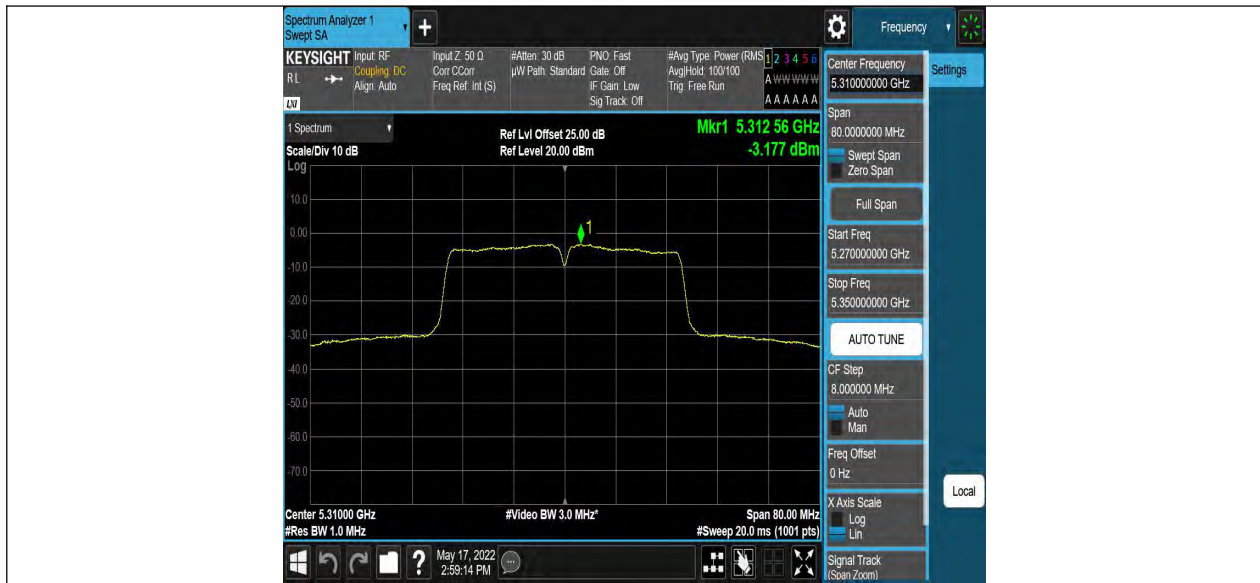 Spectrum Analyzer 1
Swept SA
+
Frequency
KEYSIGHT
RL
LXI
Input: RF
Coupling: DC
Align: Auto
Input Z: 50 Ω
Corr CCorr
Freq Ref: Int (S)
#Atten: 30 dB
µW Path: Standard
PNO: Fast
Gate: Off
IF Gain: Low
Sig Track: Off
#Avg Type: Power (RMS
Avg|Hold: 100/100
Trig: Free Run
1 2 3 4 5 6
A W W W W W
A A A A A A
1 Spectrum
Scale/Div 10 dB
Log
Ref Lvl Offset 25.00 dB
Ref Level 20.00 dBm
Mkr1 5.312 56 GHz
-3.177 dBm
1
10.0
0.00
-10.0
-20.0
-30.0
-40.0
-50.0
-60.0
-70.0
Center 5.31000 GHz
#Res BW 1.0 MHz
#Video BW 3.0 MHz*
Span 80.00 MHz
#Sweep 20.0 ms (1001 pts)
?
May 17, 2022
2:59:14 PM
Center Frequency
5.310000000 GHz
Span
80.0000000 MHz
Swept Span
Zero Span
Full Span
Start Freq
5.270000000 GHz
Stop Freq
5.350000000 GHz
AUTO TUNE
CF Step
8.000000 MHz
Auto
Man
Freq Offset
0 Hz
X Axis Scale
Log
Lin
Signal Track
(Span Zoom)
Settings
Local